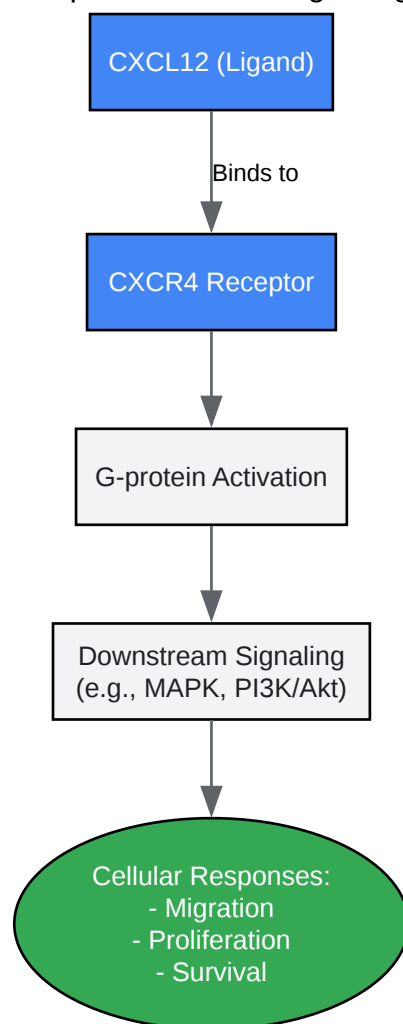 CXCL12 (Ligand)
Binds to
CXCR4 Receptor
G-protein Activation
Downstream Signaling
(e.g., MAPK, PI3K/Akt)
Cellular Responses:
- Migration
- Proliferation
- Survival